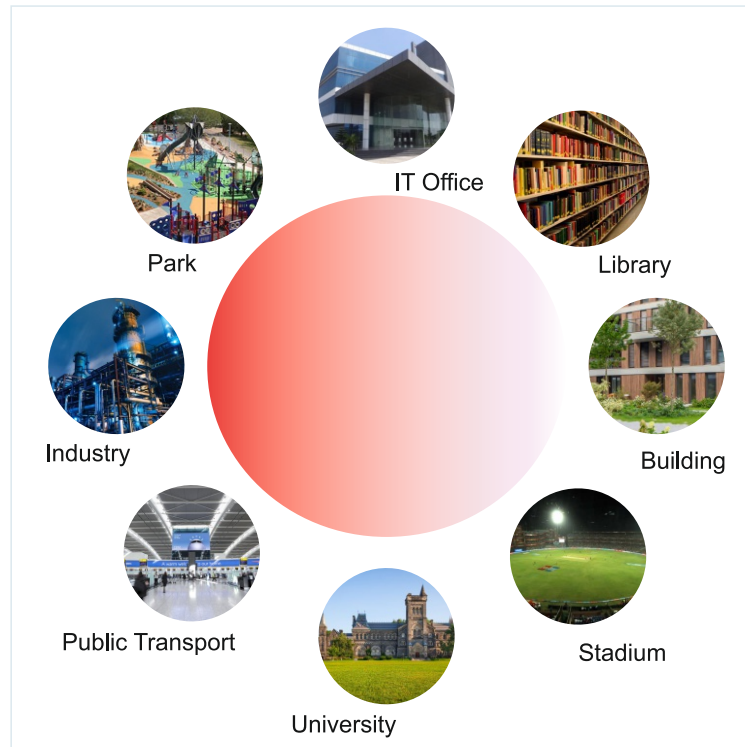 IT Office
Library
Park
Industry
Building
Public Transport
Stadium
University